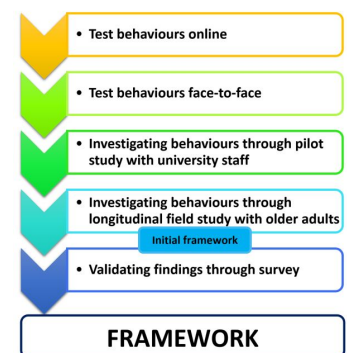 • Test behaviours online
• Test behaviours face-to-face
• Investigating behaviours through pilot
study with university staff
• Investigating behaviours through
longitudinal field study with older adults
Initial framework
• Validating findings through survey
FRAMEWORK